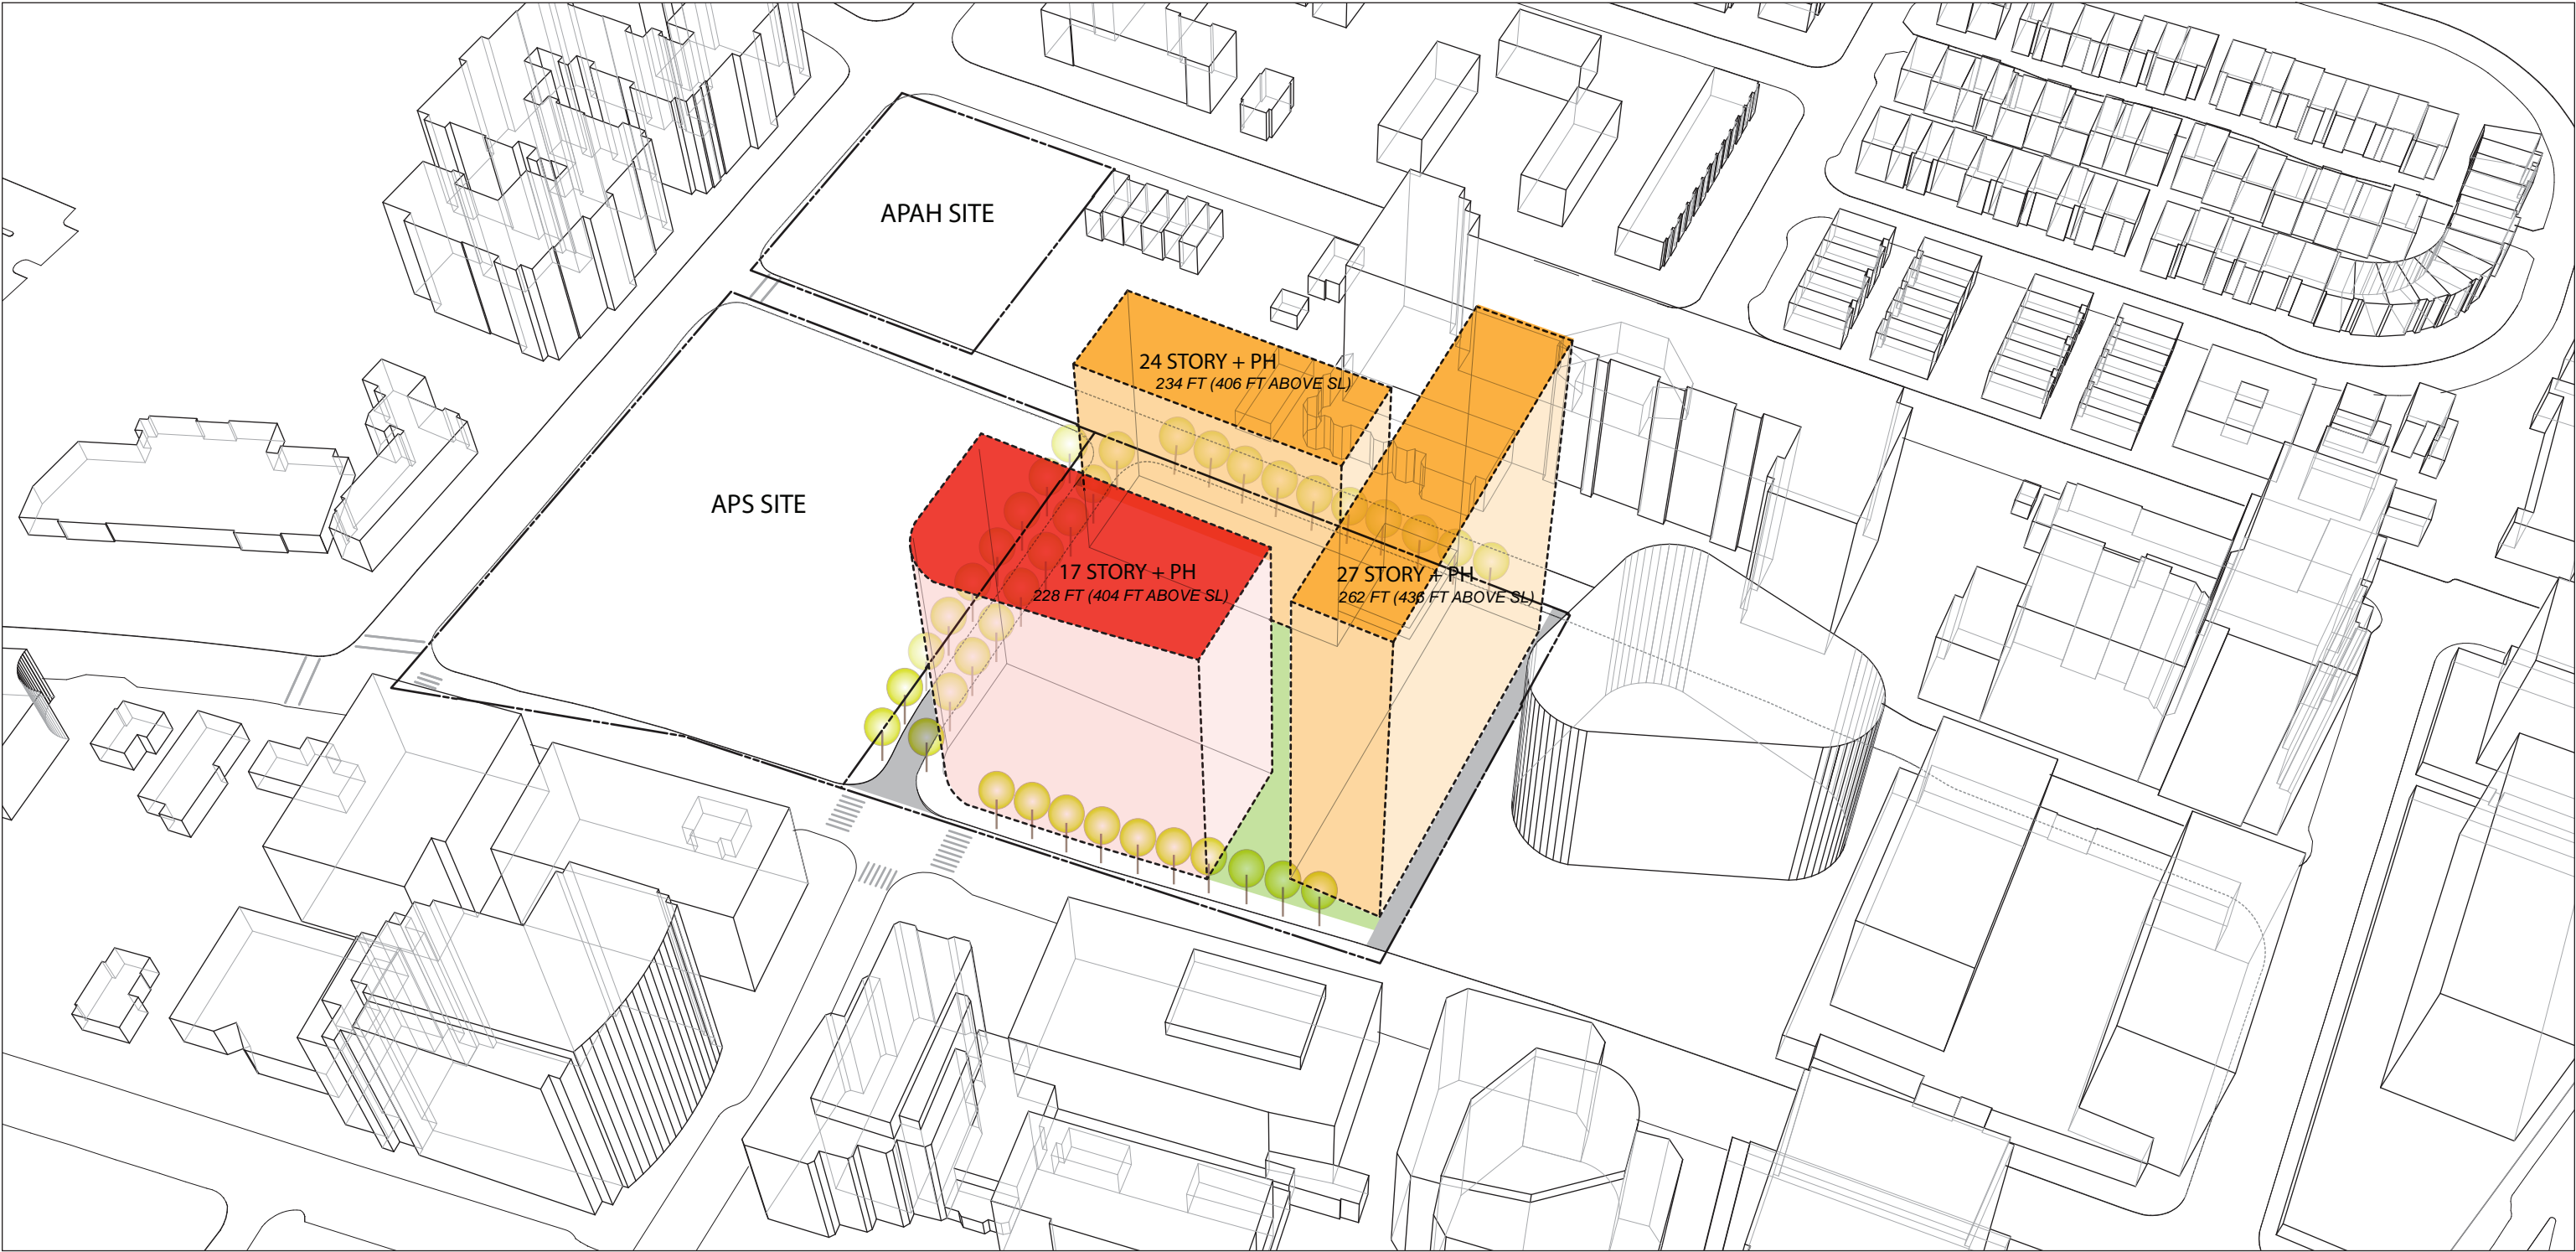 APAH SITE
24 STORY + PH
234 FT (406 FT ABOVE SL)
APS SITE
17 STORY + PH
228 FT (404 FT ABOVE SL)
27 STORY + PH
262 FT (436 FT ABOVE SL)